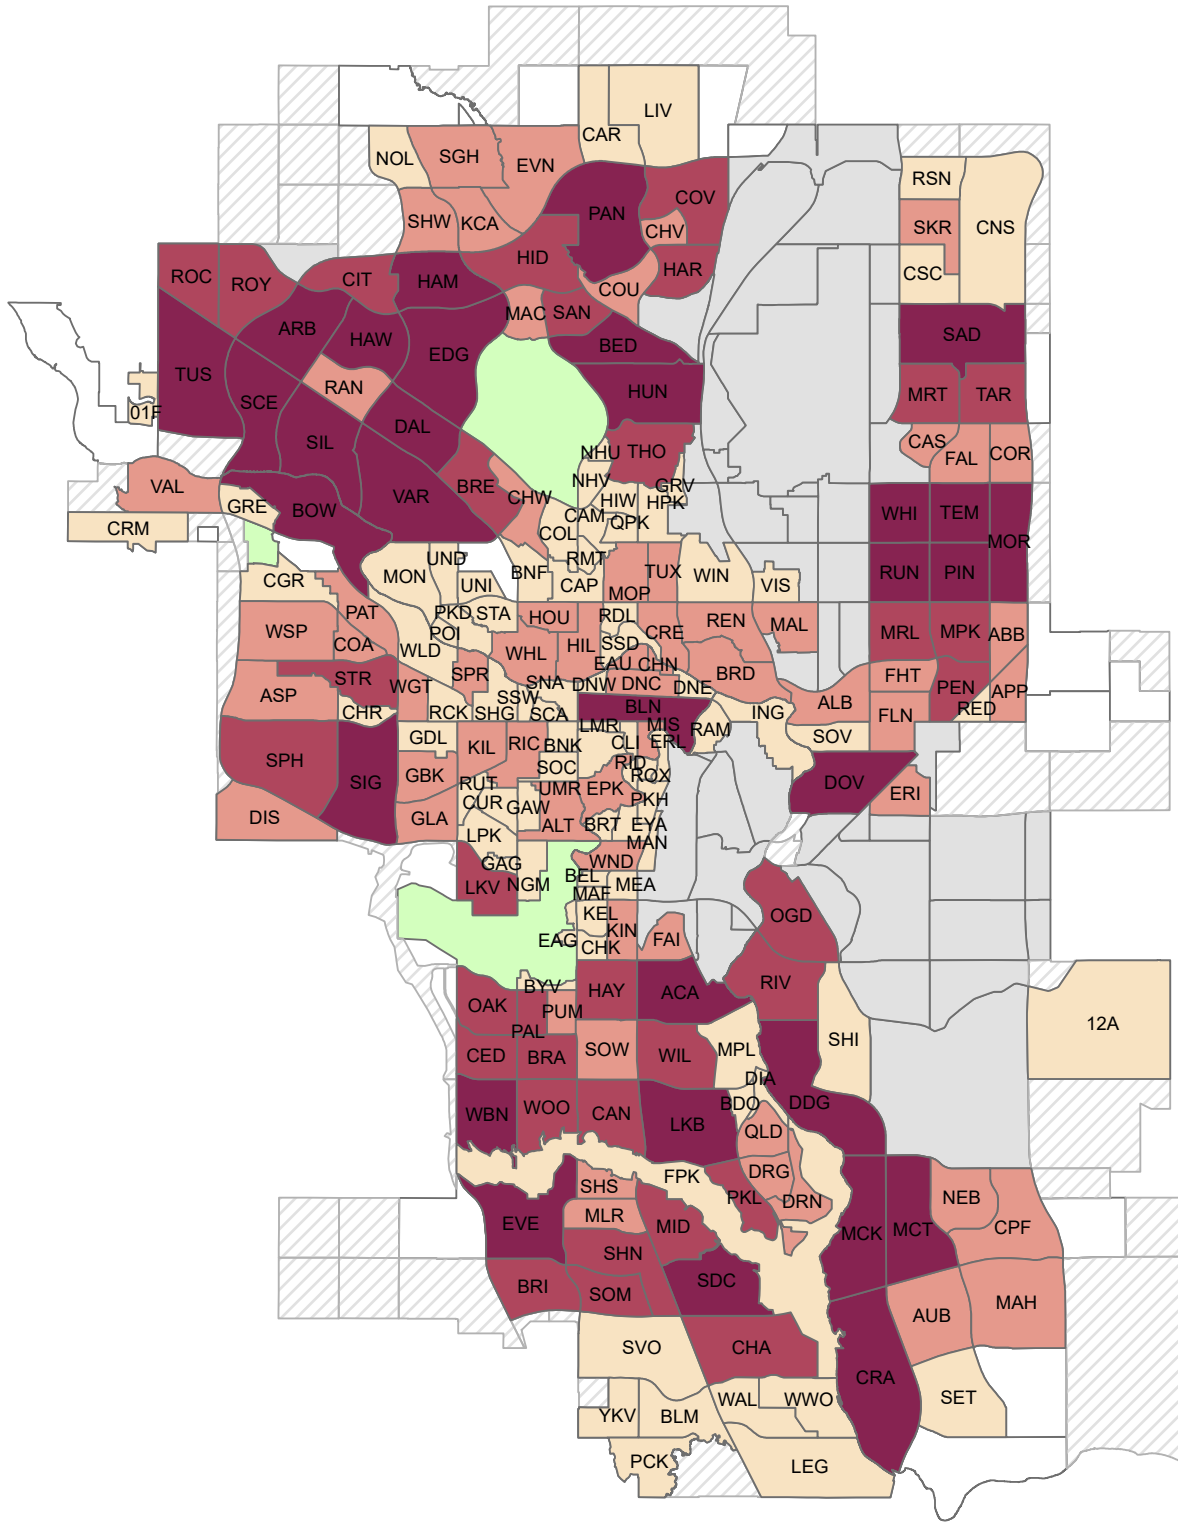 LIV
CAR
NOL
SGH
EVN
RSN
COV
PAN
SHW
KCA
CHV
SKR
CNS
HID
HAR
CSC
ROC
ROY
CIT
HAM
COU
MAC
SAN
ARB
HAW
BED
SAD
EDG
TUS
RAN
HUN
MRT
TAR
SCE
01F
DAL
SIL
CAS
NHU
THO
COR
FAL
VAL
BRE
NHV
GRV
VAR
CHW
HIW
HPK
GRE
BOW
CAM
QPK
WHI
TEM
CRM
COL
MOR
UND
RMT
MON
BNF
TUX
WIN
RUN
PIN
CGR
UNI
CAP
MOP
VIS
PAT
PKD
STA
HOU
RDL
REN
MAL
WSP
POI
CRE
MRL
MPK
ABB
COA
WLD
WHL
HIL
SSD
EAU
CHN
STR
SPR
BRD
FHT
WGT
SNA
DNW
DNC
DNE
PEN
APP
ASP
SSW
ALB
CHR
RCK
SHG
SCA
BLN
ING
FLN
RED
LMR
MIS
RAM
GDL
KIL
RIC
BNK
CLI
ERL
SOV
SPH
SOC
RID
GBK
ROX
SIG
RUT
UMR
EPK
DOV
ERI
CUR
GAW
PKH
DIS
GLA
ALT
BRT
EYA
LPK
MAN
GAG
WND
LKV
NGM
BEL
MEA
MAF
KEL
OGD
KIN
EAG
CHK
FAI
BYV
HAY
ACA
RIV
OAK
PUM
12A
PAL
SHI
CED
BRA
SOW
WIL
MPL
DIA
WBN
WOO
CAN
BDO
DDG
LKB
QLD
FPK
DRG
SHS
PKL
DRN
NEB
EVE
MLR
MID
MCK
MCT
CPF
SHN
BRI
SOM
SDC
MAH
AUB
SVO
CHA
CRA
YKV
BLM
WAL
WWO
SET
PCK
LEG